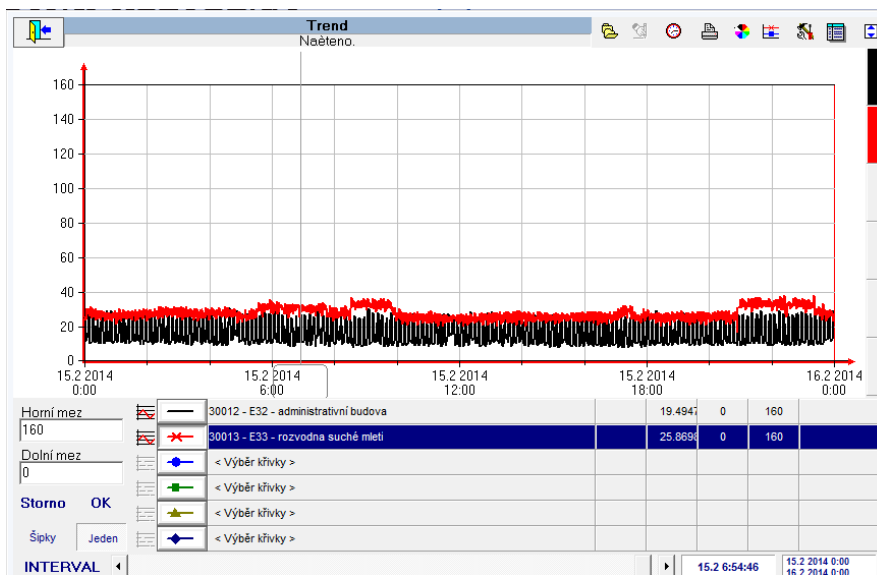 Trend
Naèteno.
160
140
120
100
80
60
40
20
0
15.2 2014 15.2 2014 15.2 2014 15.2 2014 16.2 2014
0:00 6:00 12:00 18:00 0:00
Horní mez
160
Dolní mez
0
Storno OK
Šipky Jeden
30012 - E32 - administrativní budova 19.4947 0 160
30013 - E33 - rozvodna suché mletí 25.8698 0 160
< Výběr křivky >
< Výběr křivky >
< Výběr křivky >
< Výběr křivky >
INTERVAL 15.2 6:54:46 15.2 2014 0:00
16.2 2014 0:00